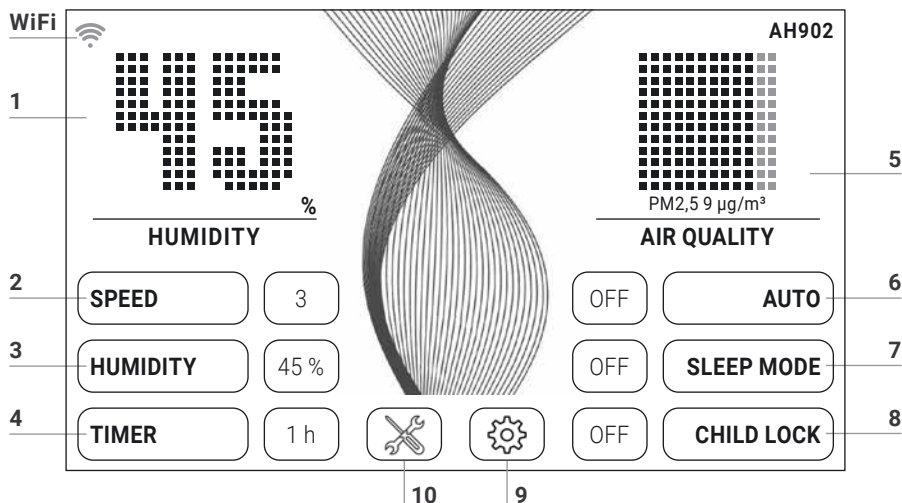 WiFi
AH902
1
45
%
HUMIDITY
PM2,5 9 µg/m³
5
AIR QUALITY
2
SPEED
3
OFF
AUTO
6
3
HUMIDITY
45 %
OFF
SLEEP MODE
7
4
TIMER
1 h
OFF
CHILD LOCK
8
10
9